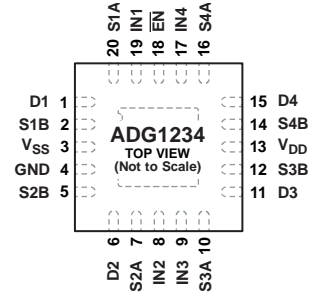 20 S1A
19 IN1
18 E̅N̅
17 IN4
16 S4A
D1 1
S1B 2
VSS 3
GND 4
S2B 5
ADG1234
TOP VIEW
(Not to Scale)
15 D4
14 S4B
13 VDD
12 S3B
11 D3
D2 6
S2A 7
IN2 8
IN3 9
S3A 10